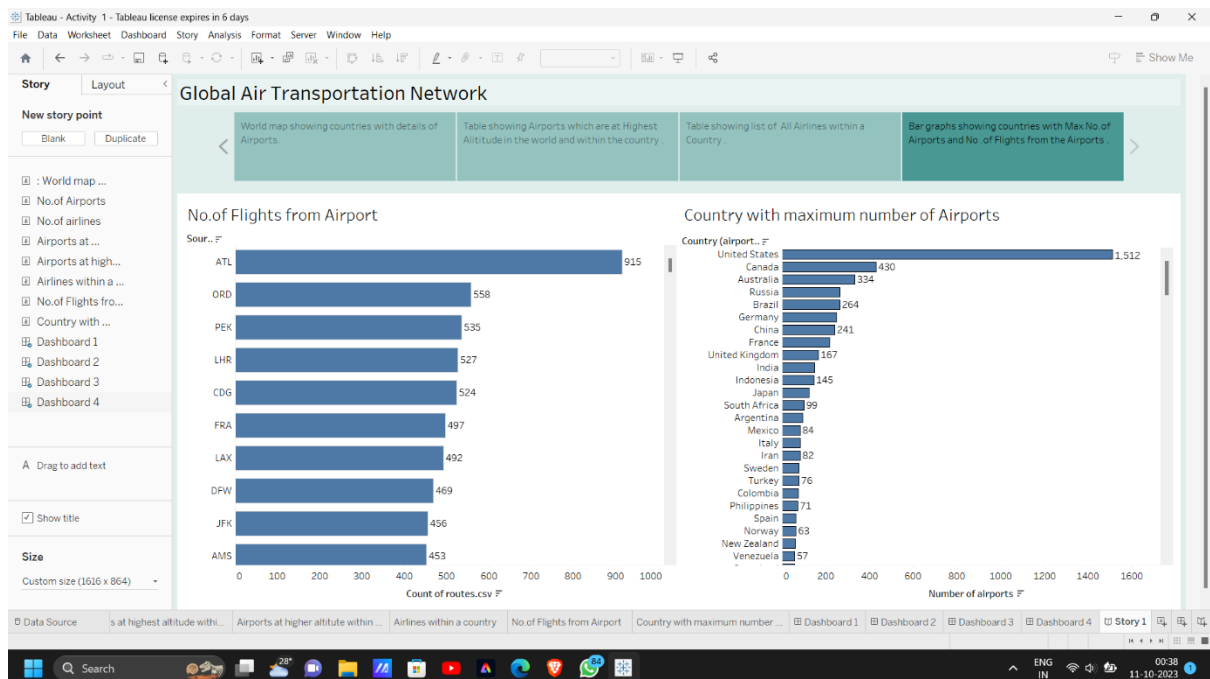 Tableau - Activity 1 - Tableau license expires in 6 days
File Data Worksheet Dashboard Story Analysis Format Server Window Help
Show Me
Story Layout
New story point
Blank Duplicate
: World map ...
No.of Airports
No.of airlines
Airports at ...
Airports at high...
Airlines within a ...
No.of Flights fro...
Country with ...
Dashboard 1
Dashboard 2
Dashboard 3
Dashboard 4
A Drag to add text
Show title
Size
Custom size (1616 x 864)
Global Air Transportation Network
World map showing countries with details of
Airports.
Table showing Airports which are at Highest
Alititude in the world and within the country .
Table showing list of All Airlines within a
Country .
Bar graphs showing countries with Max No.of
Airports and No .of Flights from the Airports .
No.of Flights from Airport
Sour..
ATL 915
ORD 558
PEK 535
LHR 527
CDG 524
FRA 497
LAX 492
DFW 469
JFK 456
AMS 453
0 100 200 300 400 500 600 700 800 900 1000
Count of routes.csv
Country with maximum number of Airports
Country (airport..
United States 1,512
Canada 430
Australia 334
Russia
Brazil 264
Germany
China 241
France
United Kingdom 167
India
Indonesia 145
Japan
South Africa 99
Argentina
Mexico 84
Italy
Iran 82
Sweden
Turkey 76
Colombia
Philippines 71
Spain
Norway 63
New Zealand
Venezuela 57
0 200 400 600 800 1000 1200 1400 1600
Number of airports
Data Source s at highest altitude withi... Airports at higher altitute within ... Airlines within a country No.of Flights from Airport Country with maximum number ... Dashboard 1 Dashboard 2 Dashboard 3 Dashboard 4 Story 1
Search 28° 84 ENG 00:38
IN 11-10-2023 1